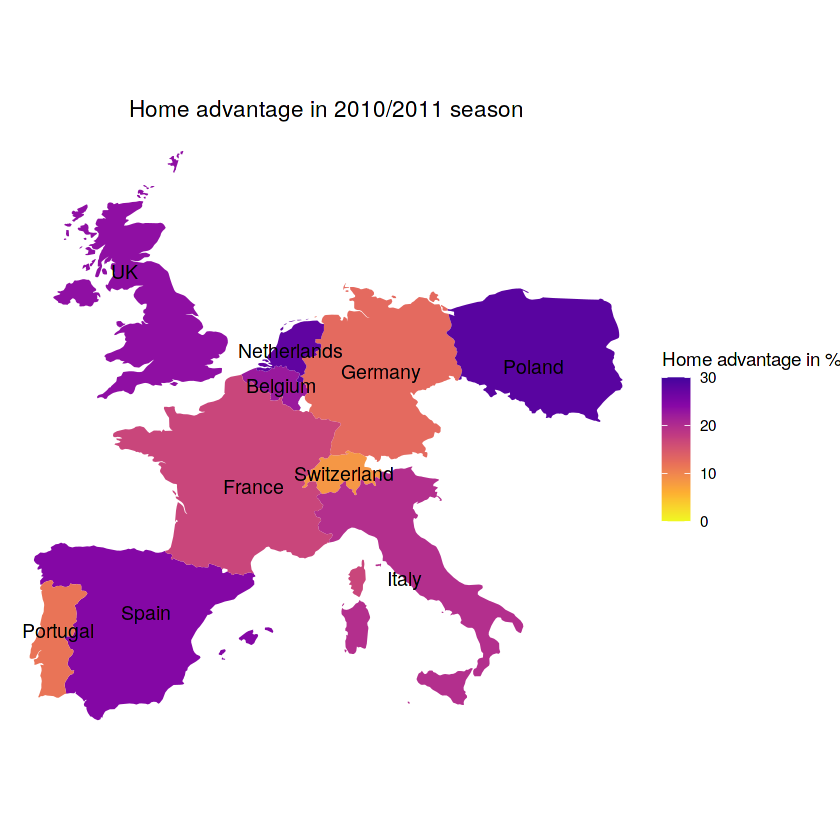 Home advantage in 2010/2011 season
UK
Netherlands
Belgium
Germany
Poland
France
Switzerland
Italy
Spain
Portugal
Home advantage in %
30
20
10
0